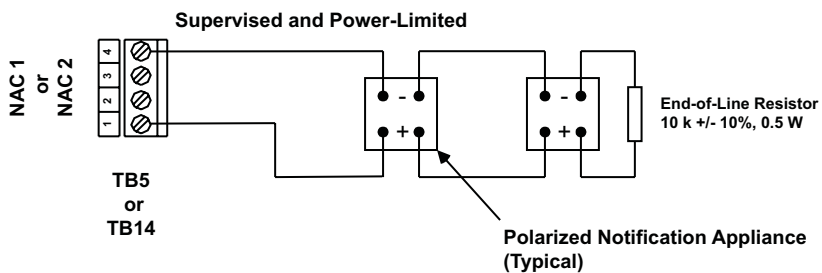 Supervised and Power-Limited
NAC 1
or
NAC 2
4
3
2
1
TB5
or
TB14
-
+
-
+
End-of-Line Resistor
10 k +/- 10%, 0.5 W
Polarized Notification Appliance
(Typical)